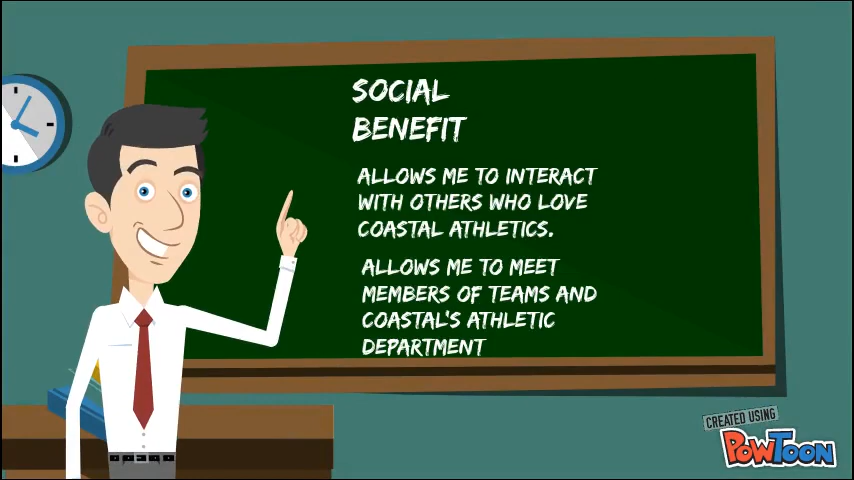 SOCIAL
BENEFIT
ALLOWS ME TO INTERACT
WITH OTHERS WHO LOVE
COASTAL ATHLETICS.
ALLOWS ME TO MEET
MEMBERS OF TEAMS AND
COASTAL'S ATHLETIC
DEPARTMENT
CREATED USING
POWTOON